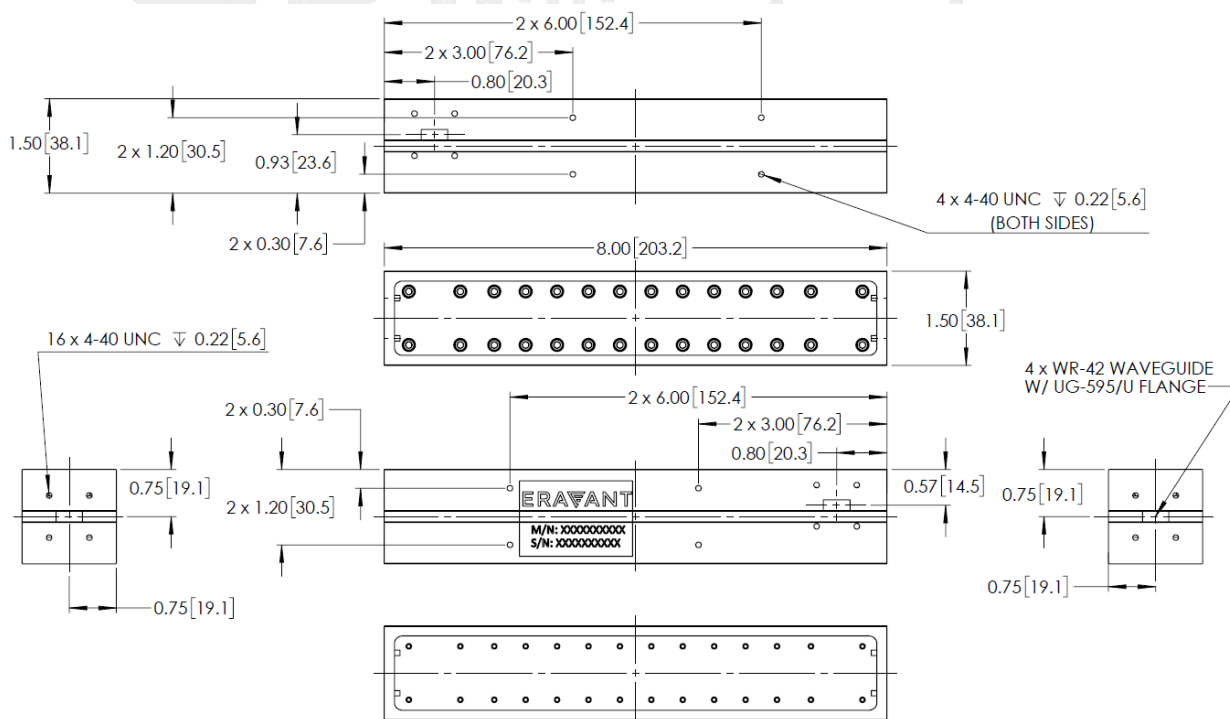 2 x 6.00[152.4]
2 x 3.00[76.2]
0.80[20.3]
1.50[38.1]
2 x 1.20[30.5]
0.93[23.6]
2 x 0.30[7.6]
4 x 4-40 UNC ↧ 0.22[5.6]
(BOTH SIDES)
8.00[203.2]
1.50[38.1]
16 x 4-40 UNC ↧ 0.22[5.6]
4 x WR-42 WAVEGUIDE
W/ UG-595/U FLANGE
2 x 6.00[152.4]
2 x 0.30[7.6]
2 x 3.00[76.2]
0.80[20.3]
0.75[19.1]
2 x 1.20[30.5]
0.57[14.5]
0.75[19.1]
ERAVANT
M/N: XXXXXXXXXX
S/N: XXXXXXXXXX
0.75[19.1]
0.75[19.1]